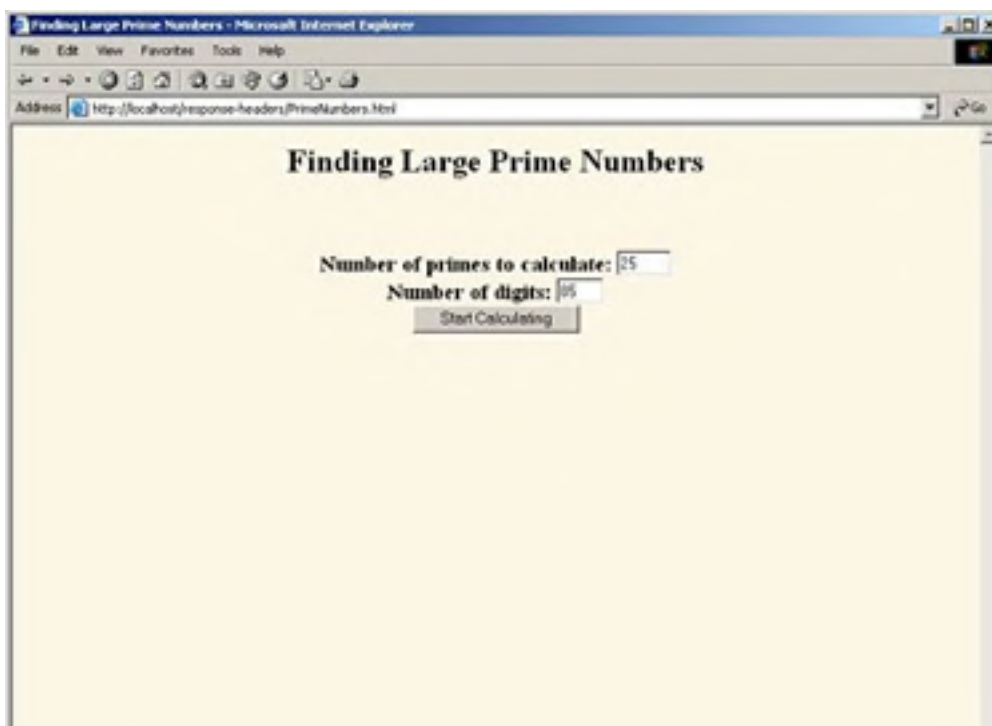 Finding Large Prime Numbers - Microsoft Internet Explorer
File Edit View Favorites Tools Help
Address http://localhost/response-headers/PrimeNumbers.html Go
Finding Large Prime Numbers
Number of primes to calculate: 25
Number of digits:
Start Calculating